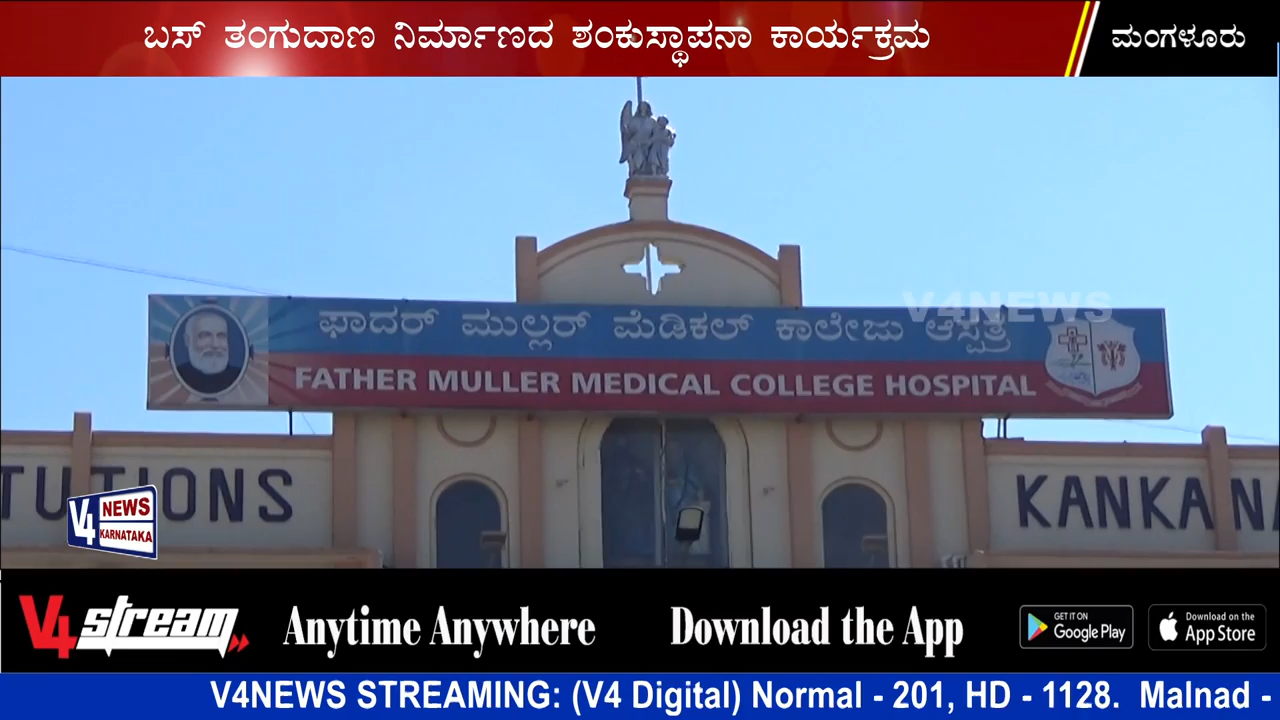 ಬಸ್ ತಂಗುದಾಣ ನಿರ್ಮಾಣದ ಶಂಕುಸ್ಥಾಪನಾ ಕಾರ್ಯಕ್ರಮ
ಮಂಗಳೂರು
V4NEWS
ಫಾದರ್ ಮುಲ್ಲರ್ ಮೆಡಿಕಲ್ ಕಾಲೇಜು ಆಸ್ಪತ್ರೆ
FATHER MULLER MEDICAL COLLEGE HOSPITAL
TUTIONS
KANKANA
V4 NEWS
KARNATAKA
V4 stream
Anytime Anywhere
Download the App
GET IT ON
Google Play
Download on the
App Store
V4NEWS STREAMING: (V4 Digital) Normal - 201, HD - 1128. Malnad -